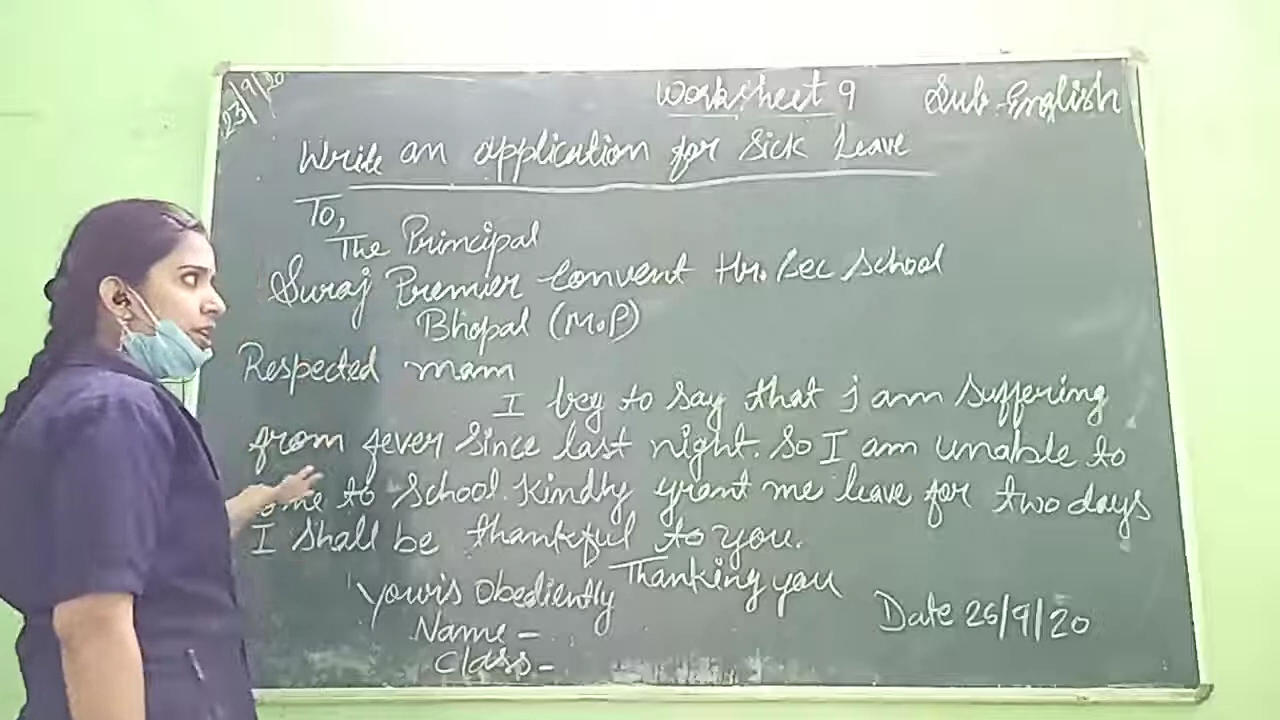 23/9/20
Worksheet 9 Sub-English
Write an application for Sick Leave
To,
The Principal
Suraj Premier Convent Hr. Sec School
Bhopal (M.P)
Respected mam
I beg to say that i am suffering
from fever since last night. So I am unable to
me to School. Kindly grant me leave for two days
I shall be thankful to you.
Thanking you
Your's Obediently
Name -
Class -
Date 26/9/20